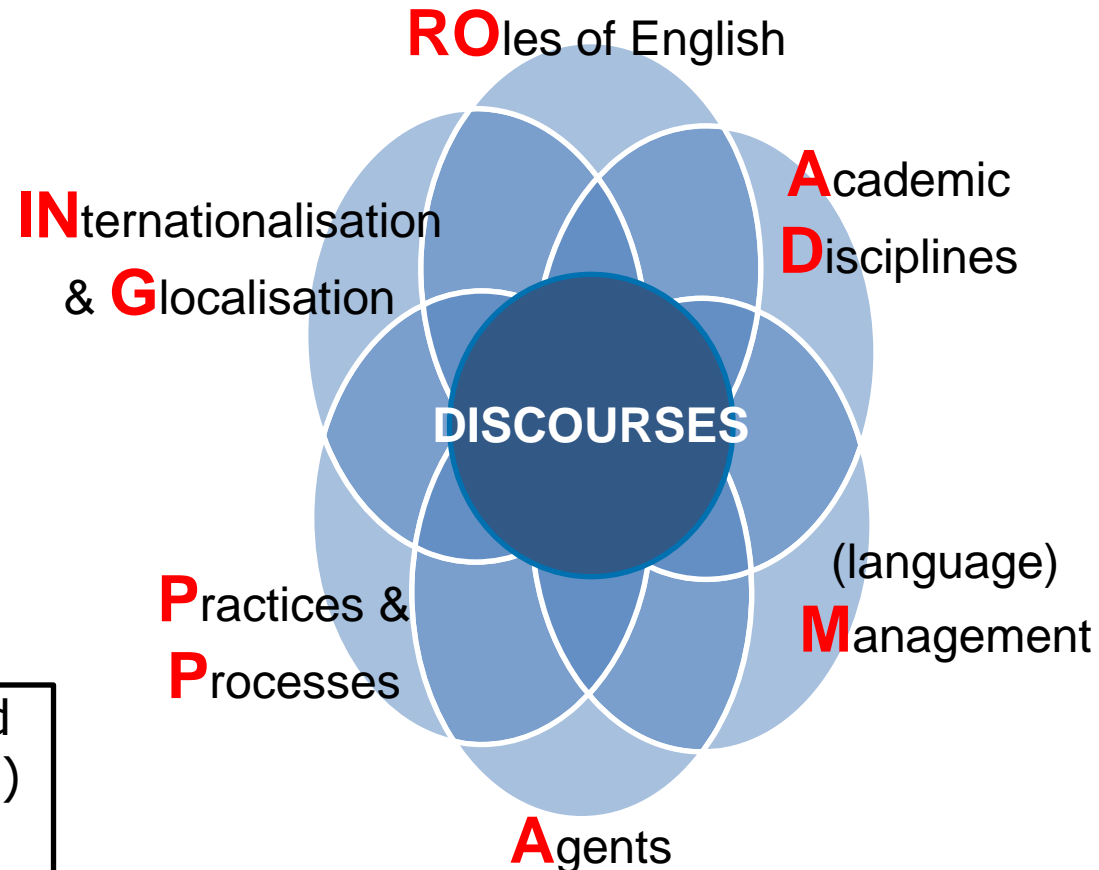 ROles of English
Academic
Disciplines
INternationalisation
& Glocalisation
DISCOURSES
(language)
Management
Practices &
Processes
Agents
d
)